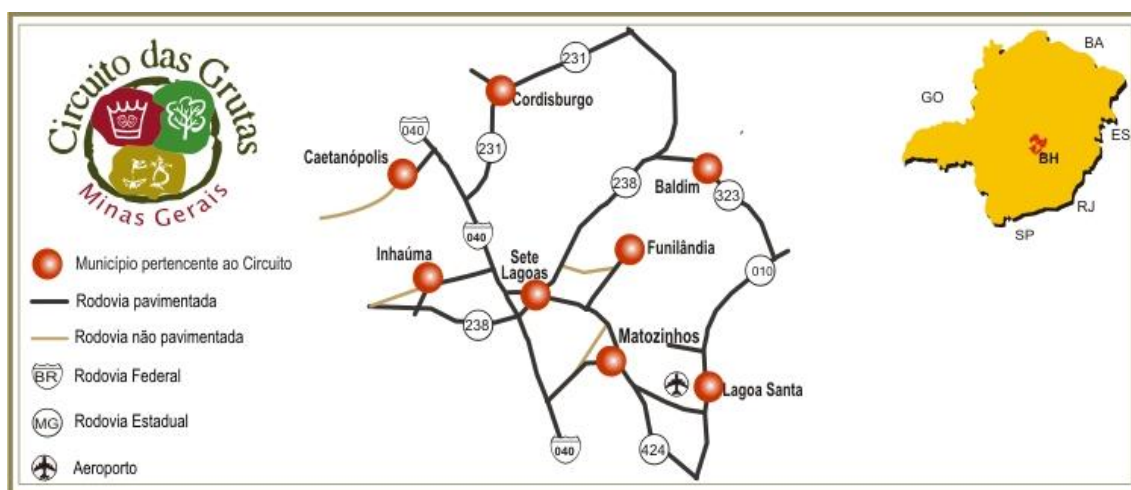 Circuito das Grutas
Minas Gerais
Município pertencente ao Circuito
Rodovia pavimentada
Rodovia não pavimentada
BR Rodovia Federal
MG Rodovia Estadual
Aeroporto
231
Cordisburgo
040
231
Caetanópolis
238
Baldim
323
040
Inhaúma
Sete
Lagoas
Funilândia
010
238
Matozinhos
Lagoa Santa
040
424
BA
GO
ES
BH
RJ
SP